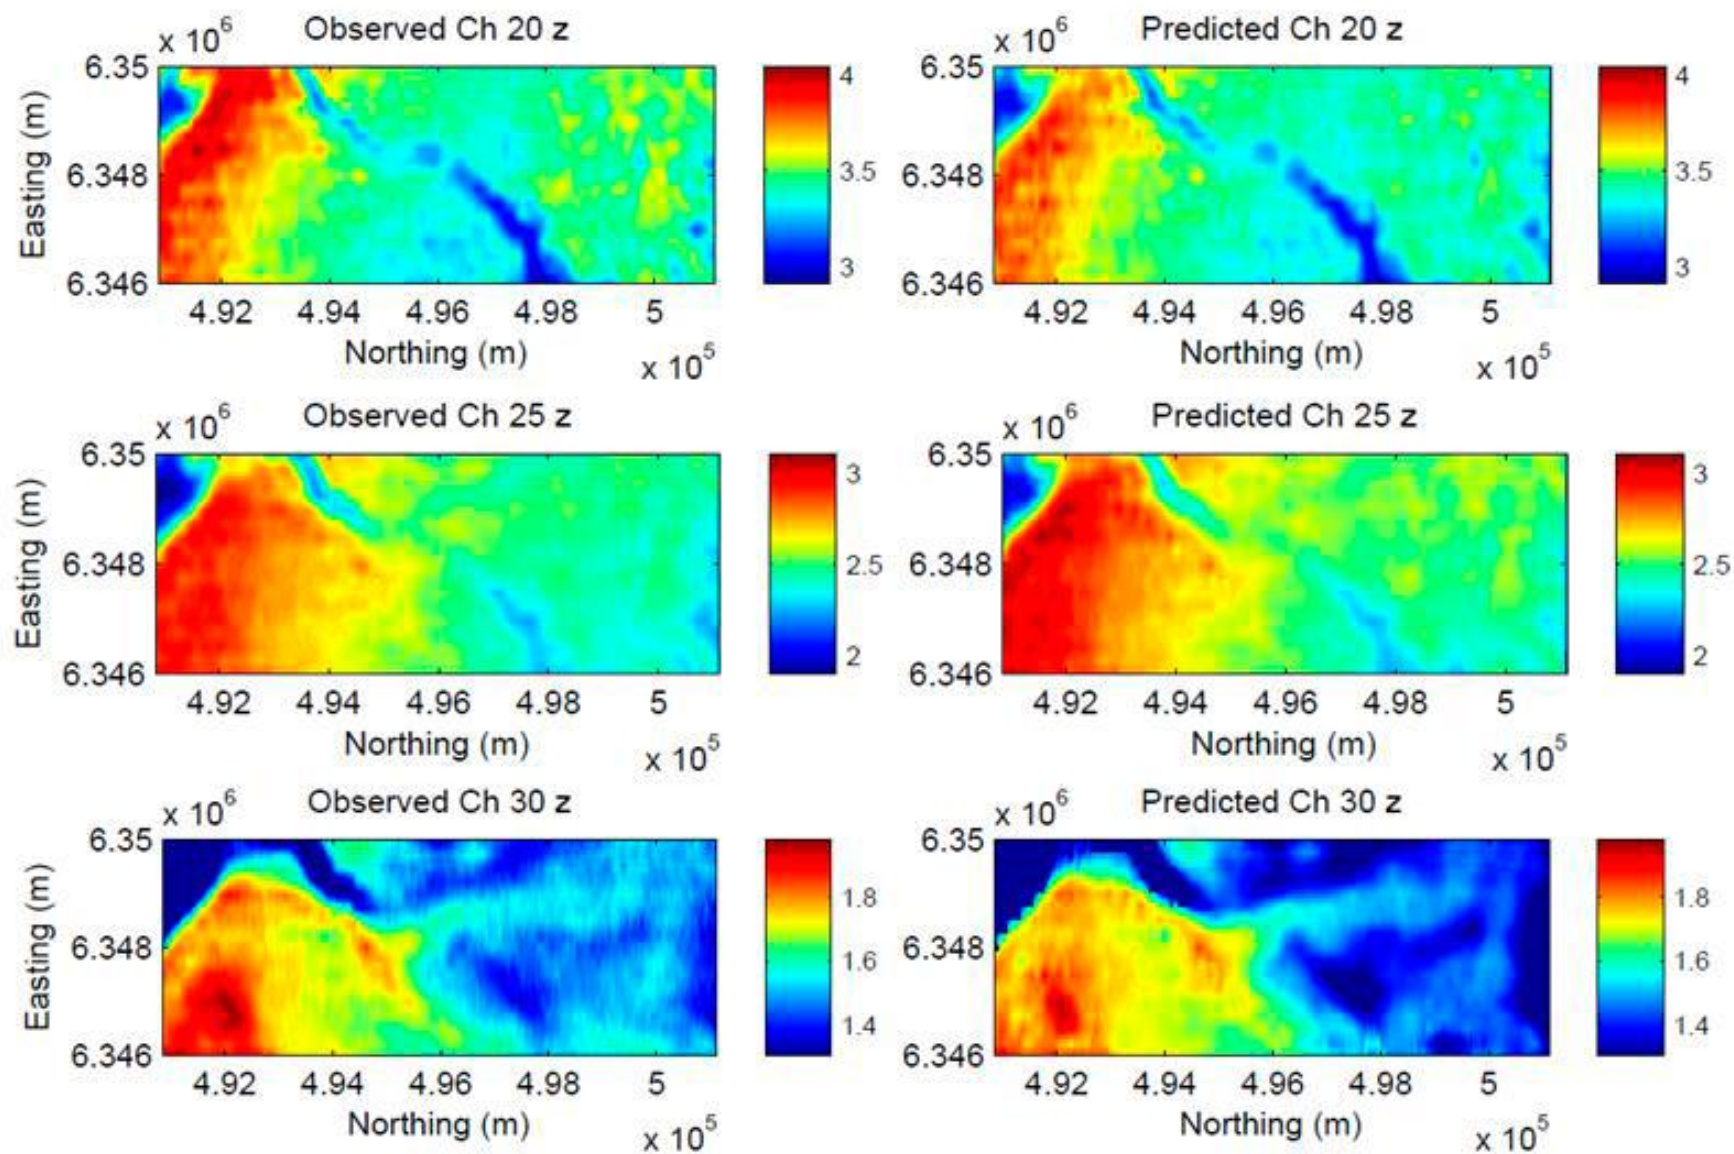 Observed Ch 20 z
Predicted Ch 20 z
x 10^6
x 10^6
6.35
6.348
6.346
Easting (m)
4.92 4.94 4.96 4.98 5
Northing (m)
x 10^5
4
3.5
3
6.35
6.348
6.346
4.92 4.94 4.96 4.98 5
Northing (m)
x 10^5
4
3.5
3
Observed Ch 25 z
Predicted Ch 25 z
x 10^6
x 10^6
6.35
6.348
6.346
Easting (m)
4.92 4.94 4.96 4.98 5
Northing (m)
x 10^5
3
2.5
2
6.35
6.348
6.346
4.92 4.94 4.96 4.98 5
Northing (m)
x 10^5
3
2.5
2
Observed Ch 30 z
Predicted Ch 30 z
x 10^6
x 10^6
6.35
6.348
6.346
Easting (m)
4.92 4.94 4.96 4.98 5
Northing (m)
x 10^5
1.8
1.6
1.4
6.35
6.348
6.346
4.92 4.94 4.96 4.98 5
Northing (m)
x 10^5
1.8
1.6
1.4